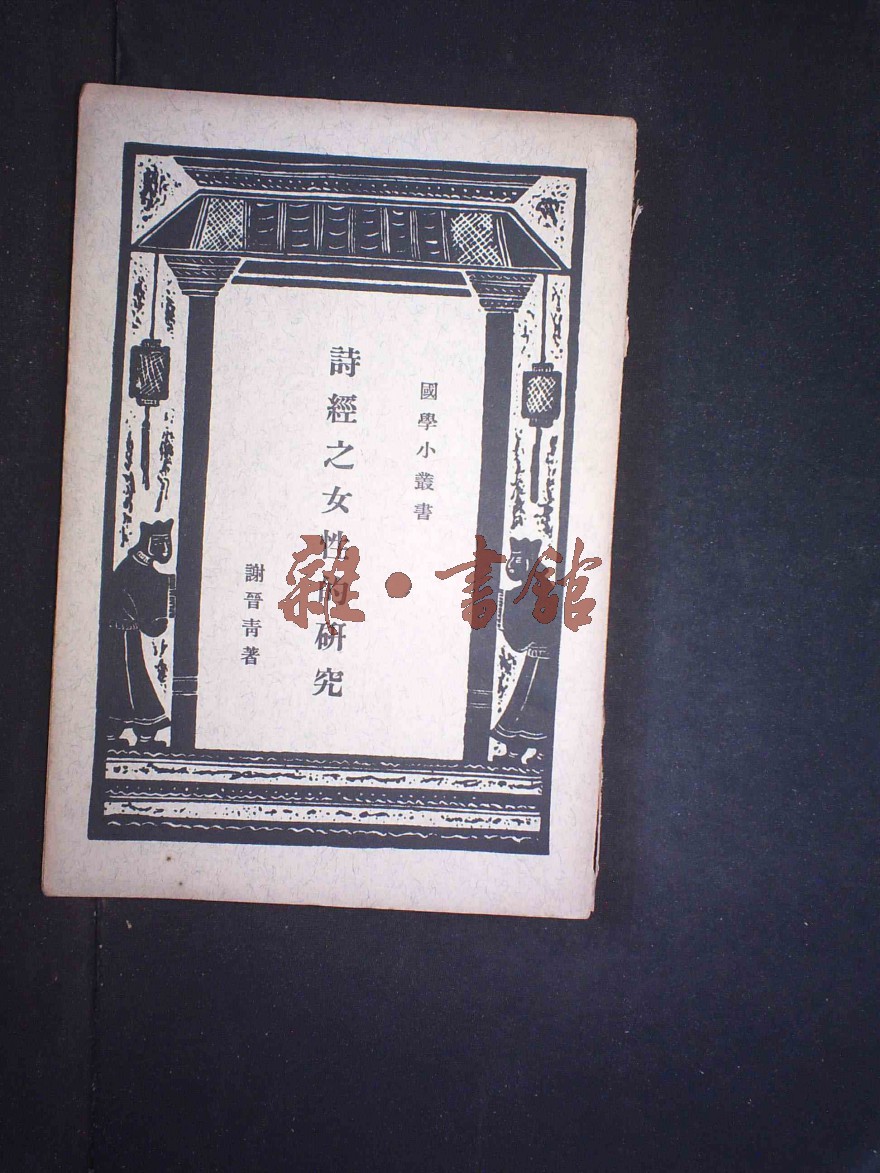 國學小叢書
詩經之女性的研究
謝晉青著
雜·書館